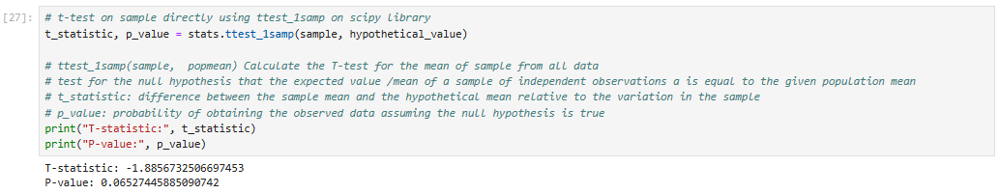 [27]: # t-test on sample directly using ttest_1samp on scipy library
t_statistic, p_value = stats.ttest_1samp(sample, hypothetical_value)
# ttest_1samp(sample,  popmean) Calculate the T-test for the mean of sample from all data
# test for the null hypothesis that the expected value /mean of a sample of independent observations a is equal to the given population mean
# t_statistic: difference between the sample mean and the hypothetical mean relative to the variation in the sample
# p_value: probability of obtaining the observed data assuming the null hypothesis is true
print("T-statistic:", t_statistic)
print("P-value:", p_value)
T-statistic: -1.8856732506697453
P-value: 0.06527445885090742